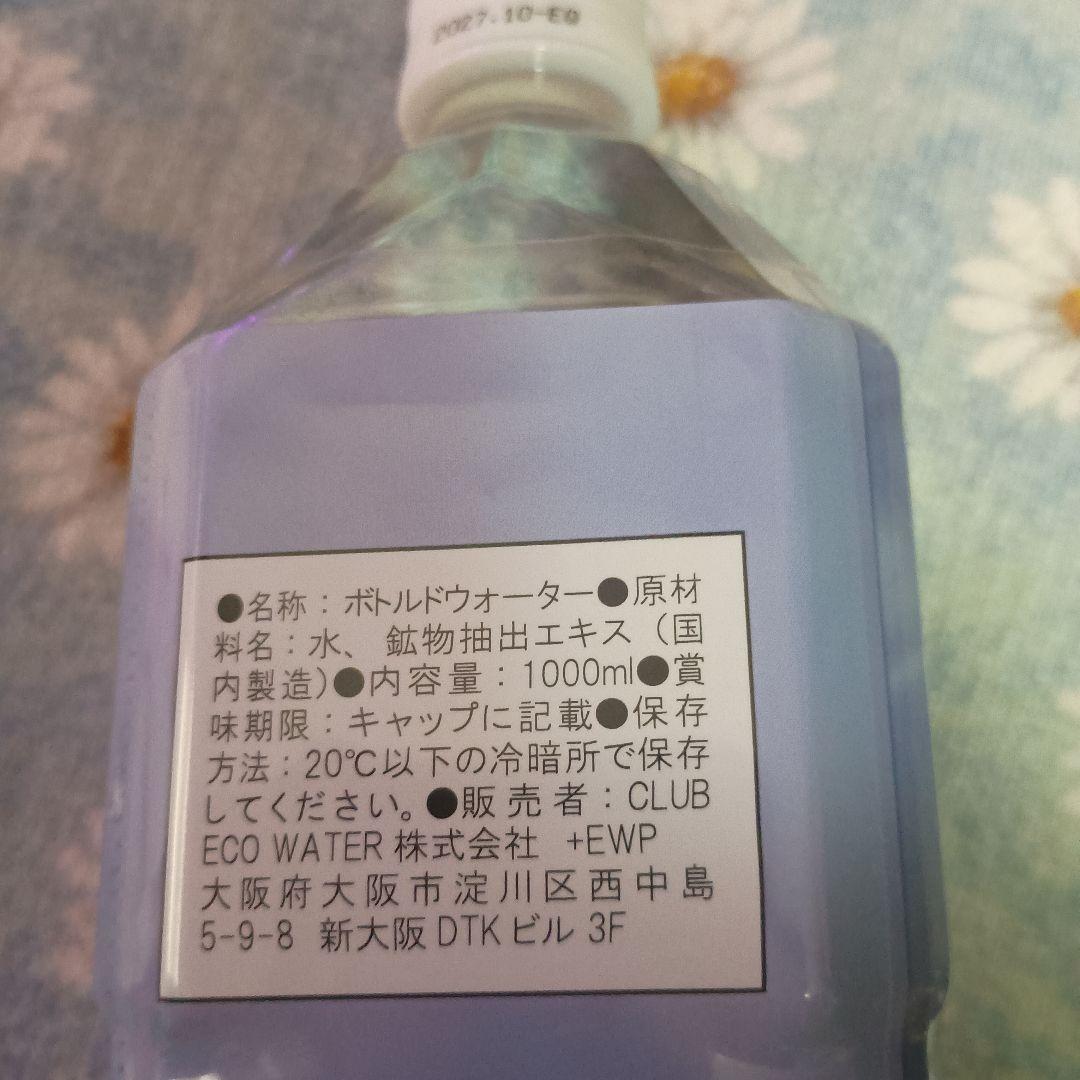 2027.10-EQ
●名称：ボトルドウォーター●原材
料名：水、鉱物抽出エキス（国
内製造）●内容量：1000ml●賞
味期限：キャップに記載●保存
方法：20℃以下の冷暗所で保存
してください。●販売者：CLUB
ECO WATER 株式会社 +EWP
大阪府大阪市淀川区西中島
5-9-8 新大阪 DTK ビル 3F